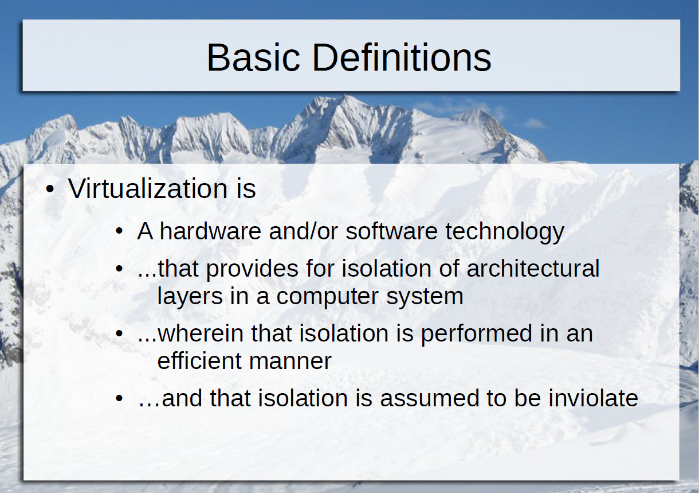 Basic Definitions
• Virtualization is
• A hardware and/or software technology
• ...that provides for isolation of architectural
layers in a computer system
• ...wherein that isolation is performed in an
efficient manner
• …and that isolation is assumed to be inviolate